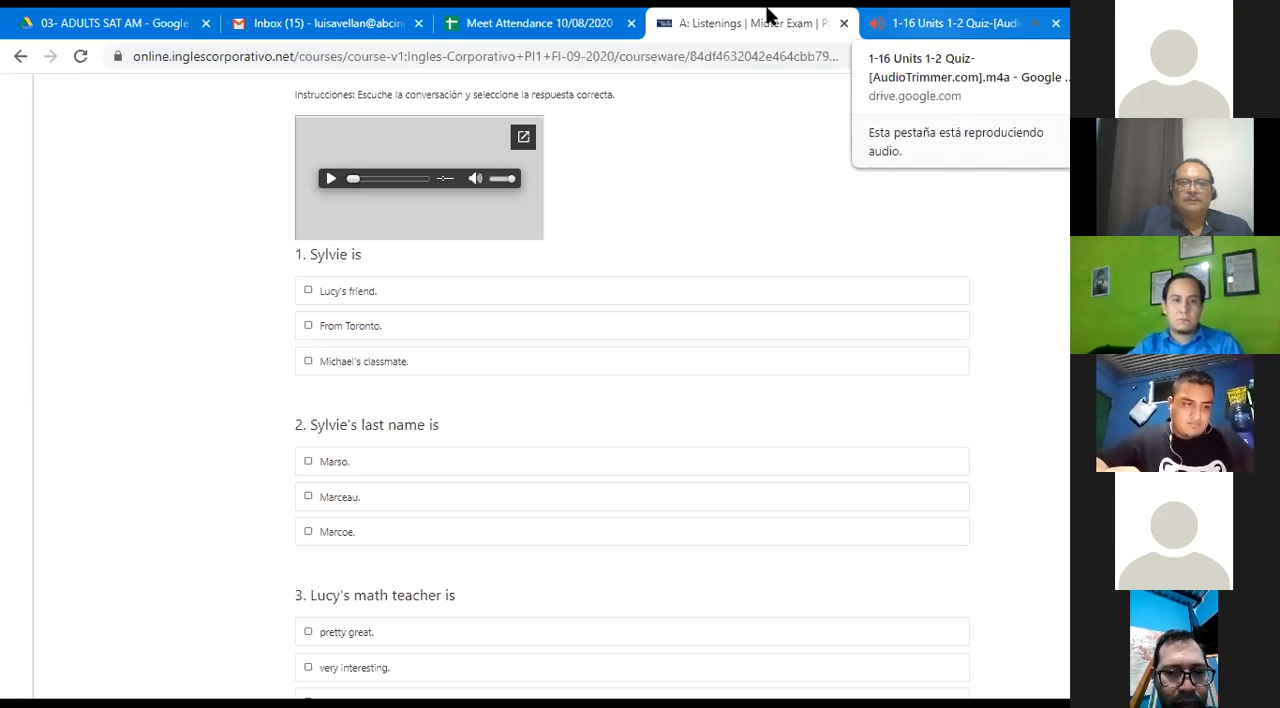 03- ADULTS SAT AM - Google
Inbox (15) - luisavellan@abcin
Meet Attendance 10/08/2020
A: Listenings | Midter Exam | P
1-16 Units 1-2 Quiz-[Audi
online.inglescorporativo.net/courses/course-v1:Ingles-Corporativo+PI1+FI-09-2020/courseware/84df4632042e464cbb79...
1-16 Units 1-2 Quiz-
[AudioTrimmer.com].m4a - Google ...
drive.google.com
Esta pestaña está reproduciendo
audio.
Instrucciones: Escuche la conversación y seleccione la respuesta correcta.
1. Sylvie is
Lucy's friend.
From Toronto.
Michael's classmate.
2. Sylvie's last name is
Marso.
Marceau.
Marcoe.
3. Lucy's math teacher is
pretty great.
very interesting.